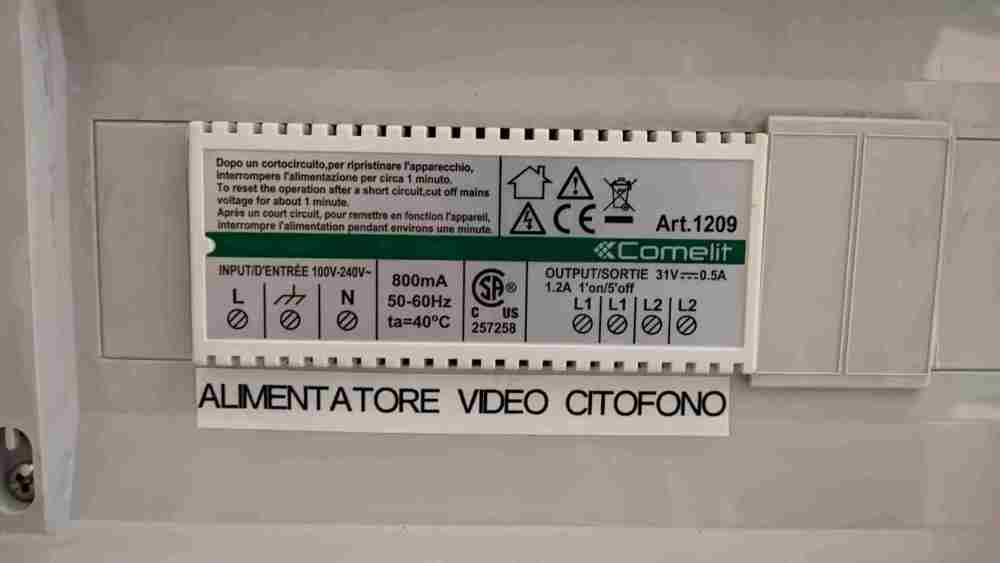 Dopo un cortocircuito,per ripristinare l'apparecchio,
interrompere l'alimentazione per circa 1 minuto.
To reset the operation after a short circuit,cut off mains
voltage for about 1 minute.
Après un court circuit, pour remettre en fonction l'appareil,
interrompre l'alimentation pendant environs une minute.
CE
Art.1209
Comelit
INPUT/D'ENTRÉE 100V-240V~
L
N
800mA
50-60Hz
ta=40°C
SA®
C US
257258
OUTPUT/SORTIE 31V⎓0.5A
1.2A 1'on/5'off
L1 L1 L2 L2
ALIMENTATORE VIDEO CITOFONO